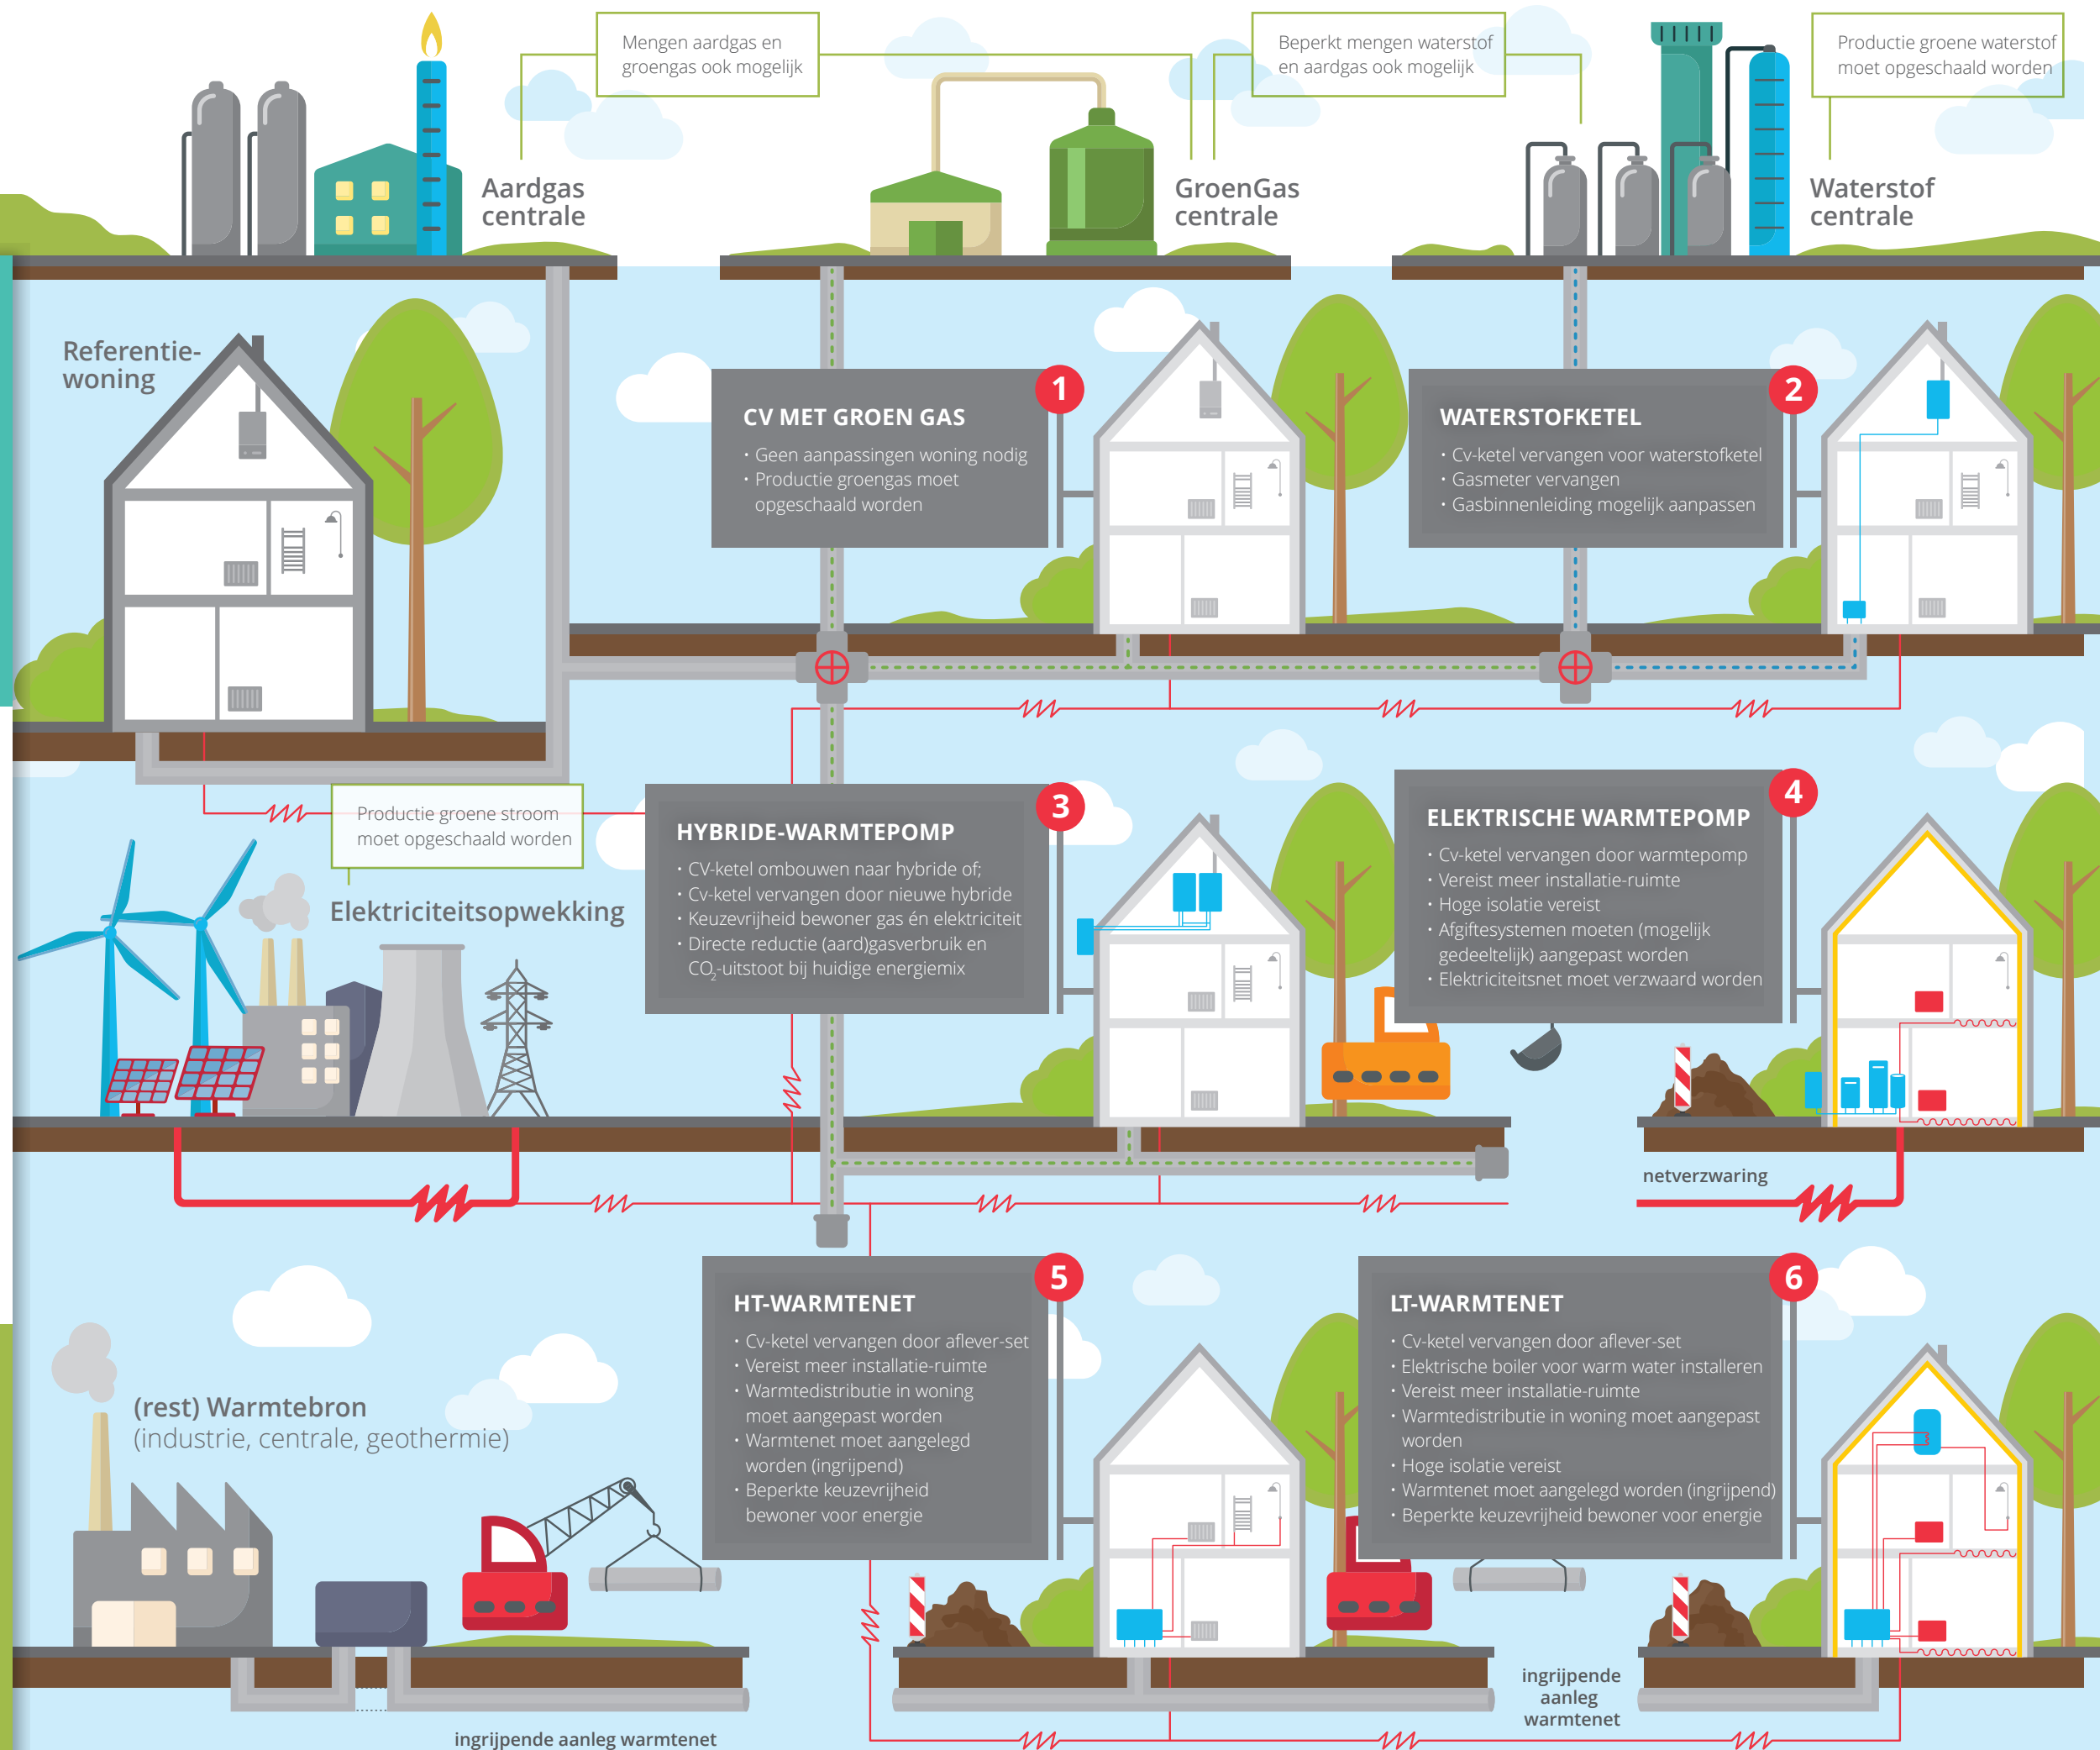 Mengen aardgas en
groengas ook mogelijk
Beperkt mengen waterstof
en aardgas ook mogelijk
Productie groene waterstof
moet opgeschaald worden
Aardgas
centrale
GroenGas
centrale
Waterstof
centrale
Referentie-
woning
1
CV MET GROEN GAS
· Geen aanpassingen woning nodig
· Productie groengas moet
opgeschaald worden
2
WATERSTOFKETEL
· Cv-ketel vervangen voor waterstofketel
· Gasmeter vervangen
· Gasbinnenleiding mogelijk aanpassen
Productie groene stroom
moet opgeschaald worden
Elektriciteitsopwekking
3
HYBRIDE-WARMTEPOMP
· CV-ketel ombouwen naar hybride of;
· Cv-ketel vervangen door nieuwe hybride
· Keuzevrijheid bewoner gas én elektriciteit
· Directe reductie (aard)gasverbruik en
CO₂-uitstoot bij huidige energiemix
4
ELEKTRISCHE WARMTEPOMP
· Cv-ketel vervangen door warmtepomp
· Vereist meer installatie-ruimte
· Hoge isolatie vereist
· Afgiftesystemen moeten (mogelijk
gedeeltelijk) aangepast worden
· Elektriciteitsnet moet verzwaard worden
netverzwaring
(rest) Warmtebron
(industrie, centrale, geothermie)
5
HT-WARMTENET
· Cv-ketel vervangen door aflever-set
· Vereist meer installatie-ruimte
· Warmtedistributie in woning
moet aangepast worden
· Warmtenet moet aangelegd
worden (ingrijpend)
· Beperkte keuzevrijheid
bewoner voor energie
6
LT-WARMTENET
· Cv-ketel vervangen door aflever-set
· Elektrische boiler voor warm water installeren
· Vereist meer installatie-ruimte
· Warmtedistributie in woning moet aangepast
worden
· Hoge isolatie vereist
· Warmtenet moet aangelegd worden (ingrijpend)
· Beperkte keuzevrijheid bewoner voor energie
ingrijpende aanleg warmtenet
ingrijpende
aanleg
warmtenet